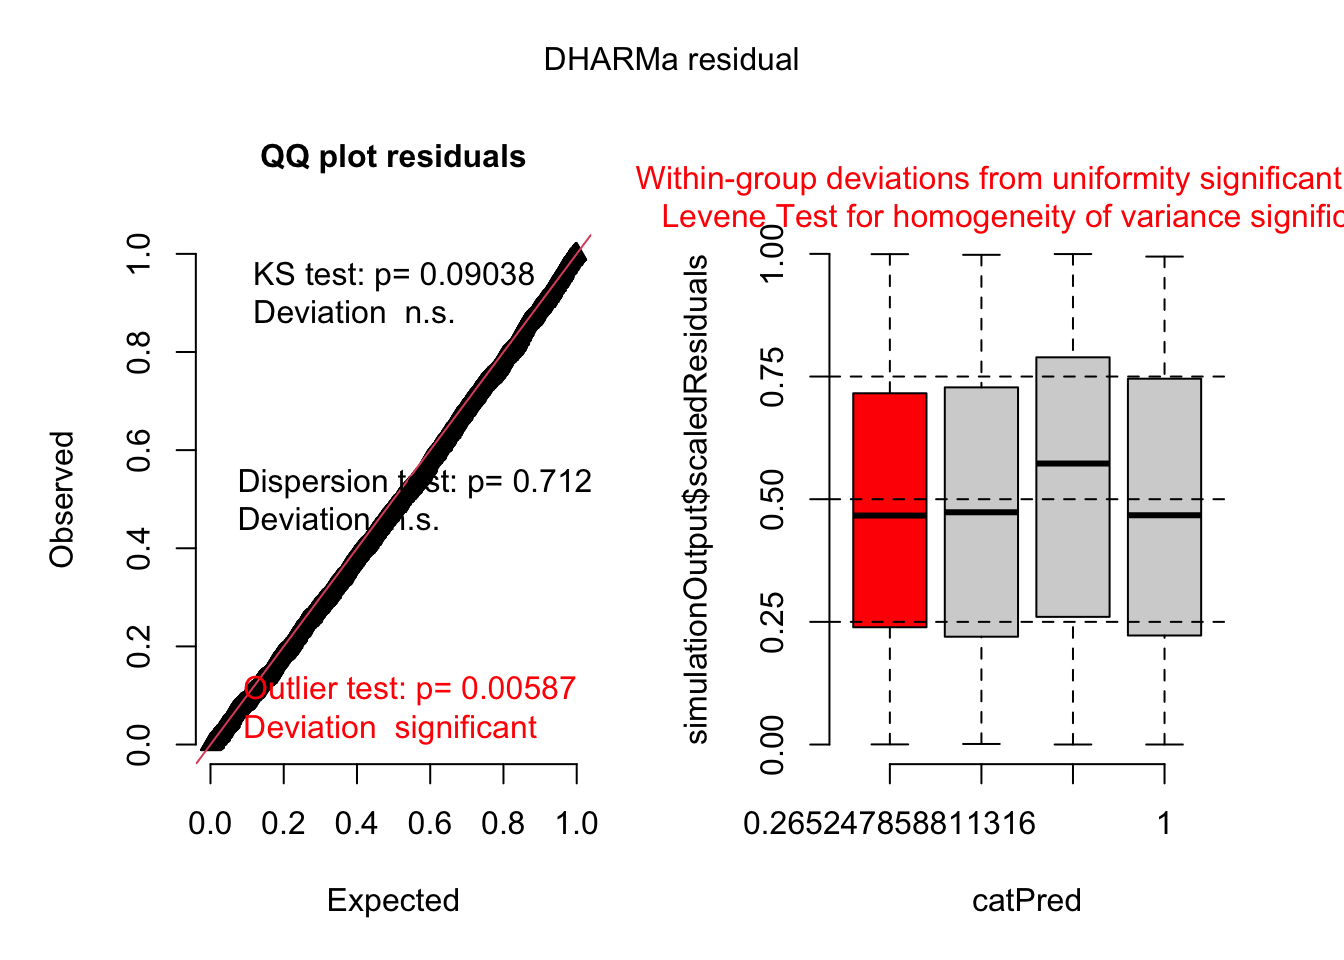 DHARMa residual
QQ plot residuals
KS test: p= 0.09038
Deviation  n.s.
Dispersion test: p= 0.712
Deviation  n.s.
Outlier test: p= 0.00587
Deviation  significant
Observed
0.0 0.2 0.4 0.6 0.8 1.0
0.0 0.2 0.4 0.6 0.8 1.0
Expected
Within-group deviations from uniformity significant
Levene Test for homogeneity of variance signific
simulationOutput$scaledResiduals
0.00 0.25 0.50 0.75 1.00
0.265247858811316 1
catPred